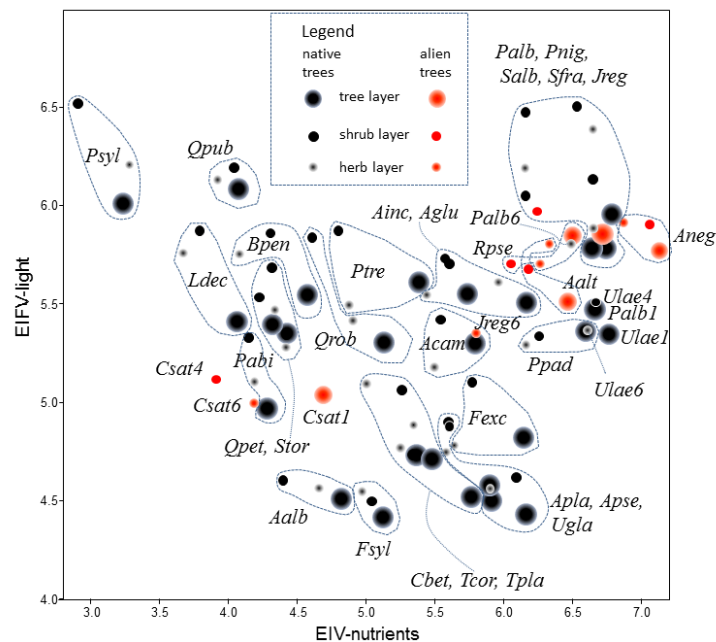 Legend
native trees
alien trees
tree layer
shrub layer
herb layer
Palb, Pnig,
Salb, Sfra, Jreg
6.5
6.0
5.5
5.0
4.5
4.0
EIFV-light
Psyl
Qpub
Ainc, Aglu
Palb6
Rpse
Aneg
Bpen
Ptre
Ldec
Aalt
Ulae4
Palb1
Jreg6
Ulae1
Qrob
Acam
Pabi
Ppad
Csat4
Ulae6
Csat6
Csat1
Fexc
Qpet, Stor
Aalb
Apla, Apse,
Ugla
Fsyl
Cbet, Tcor, Tpla
3.0 3.5 4.0 4.5 5.0 5.5 6.0 6.5 7.0
EIV-nutrients